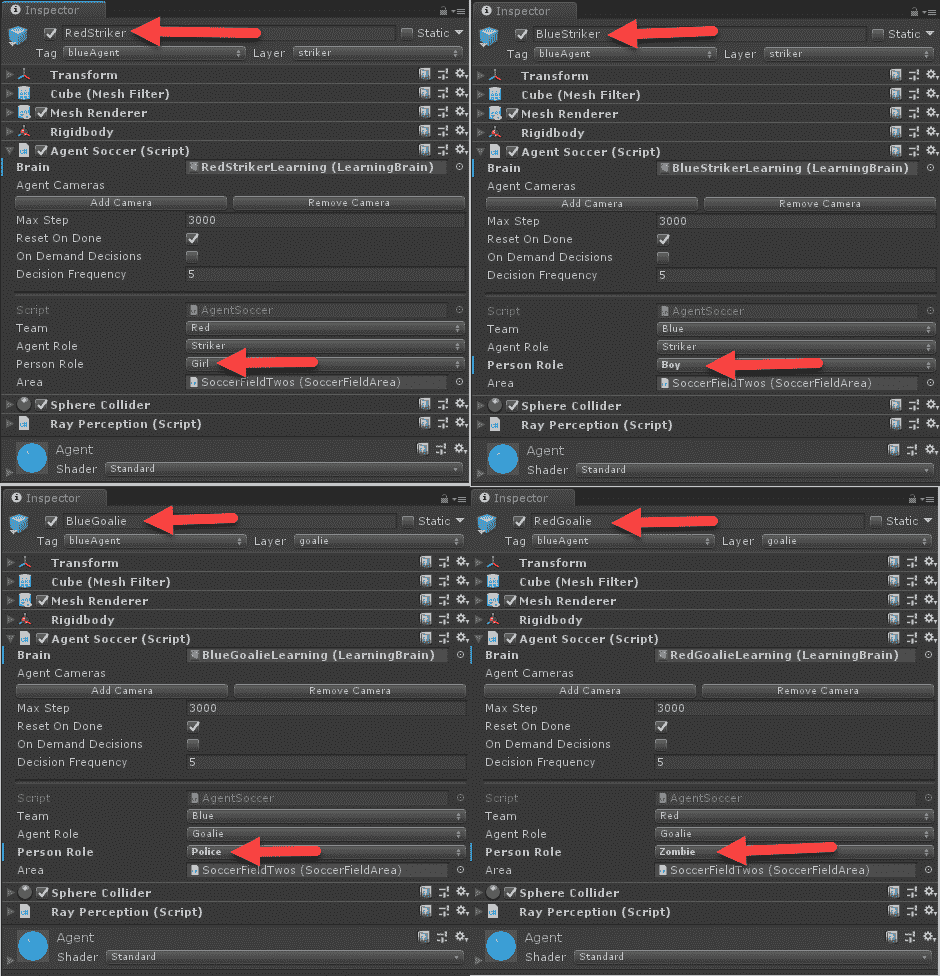 Inspector
RedStriker
Static
Tag blueAgent Layer striker
Transform
Cube (Mesh Filter)
Mesh Renderer
Rigidbody
Agent Soccer (Script)
Brain RedStrikerLearning (LearningBrain)
Agent Cameras
Add Camera Remove Camera
Max Step 3000
Reset On Done
On Demand Decisions
Decision Frequency 5
Script AgentSoccer
Team Red
Agent Role Striker
Person Role Girl
Area SoccerFieldTwos (SoccerFieldArea)
Sphere Collider
Ray Perception (Script)
Agent
Shader Standard
Inspector
BlueStriker
Static
Tag blueAgent Layer striker
Transform
Cube (Mesh Filter)
Mesh Renderer
Rigidbody
Agent Soccer (Script)
Brain BlueStrikerLearning (LearningBrain)
Agent Cameras
Add Camera Remove Camera
Max Step 3000
Reset On Done
On Demand Decisions
Decision Frequency 5
Script AgentSoccer
Team Blue
Agent Role Striker
Person Role Boy
Area SoccerFieldTwos (SoccerFieldArea)
Sphere Collider
Ray Perception (Script)
Agent
Shader Standard
Inspector
BlueGoalie
Static
Tag blueAgent Layer goalie
Transform
Cube (Mesh Filter)
Mesh Renderer
Rigidbody
Agent Soccer (Script)
Brain BlueGoalieLearning (LearningBrain)
Agent Cameras
Add Camera Remove Camera
Max Step 3000
Reset On Done
On Demand Decisions
Decision Frequency 5
Script AgentSoccer
Team Blue
Agent Role Goalie
Person Role Police
Area SoccerFieldTwos (SoccerFieldArea)
Sphere Collider
Ray Perception (Script)
Agent
Shader Standard
Inspector
RedGoalie
Static
Tag blueAgent Layer goalie
Transform
Cube (Mesh Filter)
Mesh Renderer
Rigidbody
Agent Soccer (Script)
Brain RedGoalieLearning (LearningBrain)
Agent Cameras
Add Camera Remove Camera
Max Step 3000
Reset On Done
On Demand Decisions
Decision Frequency 5
Script AgentSoccer
Team Red
Agent Role Goalie
Person Role Zombie
Area SoccerFieldTwos (SoccerFieldArea)
Sphere Collider
Ray Perception (Script)
Agent
Shader Standard